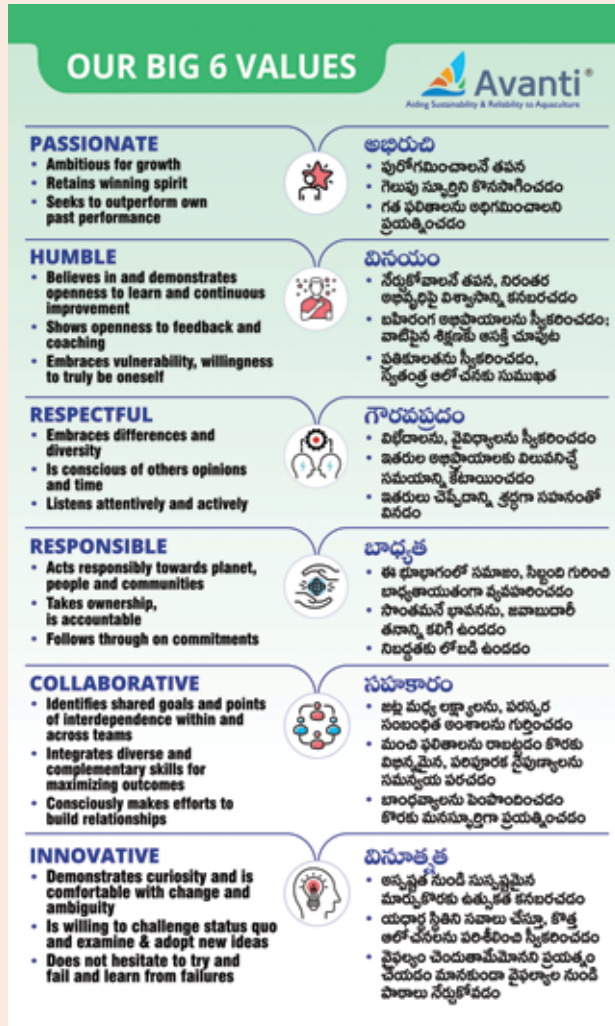 OUR BIG 6 VALUES
Avanti®
Aiding Sustainability & Reliability to Aquaculture
PASSIONATE
• Ambitious for growth
• Retains winning spirit
• Seeks to outperform own
past performance
అభిరుచి
• పురోగమించాలనే తపన
• గెలుపు స్ఫూర్తిని కొనసాగించడం
• గత ఫలితాలను అధిగమించాలని
ప్రయత్నించడం
HUMBLE
• Believes in and demonstrates
openness to learn and continuous
improvement
• Shows openness to feedback and
coaching
• Embraces vulnerability, willingness
to truly be oneself
వినయం
• నేర్చుకోవాలనే తపన, నిరంతర
అభివృద్ధిపై విశ్వాసాన్ని కనబరచడం
• బహిరంగ అభిప్రాయాలను స్వీకరించడం;
వాటిపైన శిక్షణకు ఆసక్తి చూపుట
• ప్రతికూలతను స్వీకరించడం,
స్వతంత్ర ఆలోచనకు సుముఖత
RESPECTFUL
• Embraces differences and
diversity
• Is conscious of others opinions
and time
• Listens attentively and actively
గౌరవప్రదం
• విభేదాలను, వైవిధ్యాలను స్వీకరించడం
• ఇతరుల అభిప్రాయాలకు విలువనిచ్చే
సమయాన్ని కేటాయించడం
• ఇతరులు చెప్పేదాన్ని శ్రద్ధగా సహనంతో
వినడం
RESPONSIBLE
• Acts responsibly towards planet,
people and communities
• Takes ownership,
is accountable
• Follows through on commitments
బాధ్యత
• ఈ భూభాగంలో సమాజం, సిబ్బంది గురించి
బాధ్యతాయుతంగా వ్యవహరించడం
• సొంతమనే భావనను, జవాబుదారీ
తనాన్ని కలిగి ఉండడం
• నిబద్ధతకు లోబడి ఉండడం
COLLABORATIVE
• Identifies shared goals and points
of interdependence within and
across teams
• Integrates diverse and
complementary skills for
maximizing outcomes
• Consciously makes efforts to
build relationships
సహకారం
• జట్ల మధ్య లక్ష్యాలను, పరస్పర
సంబంధిత అంశాలను గుర్తించడం
• మంచి ఫలితాలను రాబట్టడం కొరకు
విభిన్నమైన, పరిపూరక నైపుణ్యాలను
సమన్వయ పరచడం
• బాంధవ్యాలను పెంపొందించడం
కొరకు మనస్ఫూర్తిగా ప్రయత్నించడం
INNOVATIVE
• Demonstrates curiosity and is
comfortable with change and
ambiguity
• Is willing to challenge status quo
and examine & adopt new ideas
• Does not hesitate to try and
fail and learn from failures
వినూత్నత
• అస్పష్టత నుండి సుస్పష్టమైన
మార్పుకొరకు ఉత్సుకత కనబరచడం
• యధార్థ స్థితిని సవాలు చేస్తూ, కొత్త
ఆలోచనలను పరిశీలించి స్వీకరించడం
• వైఫల్యం చెందుతామేమోనని ప్రయత్నం
చేయడం మానకుండా వైఫల్యాల నుండి
పాఠాలు నేర్చుకోవడం